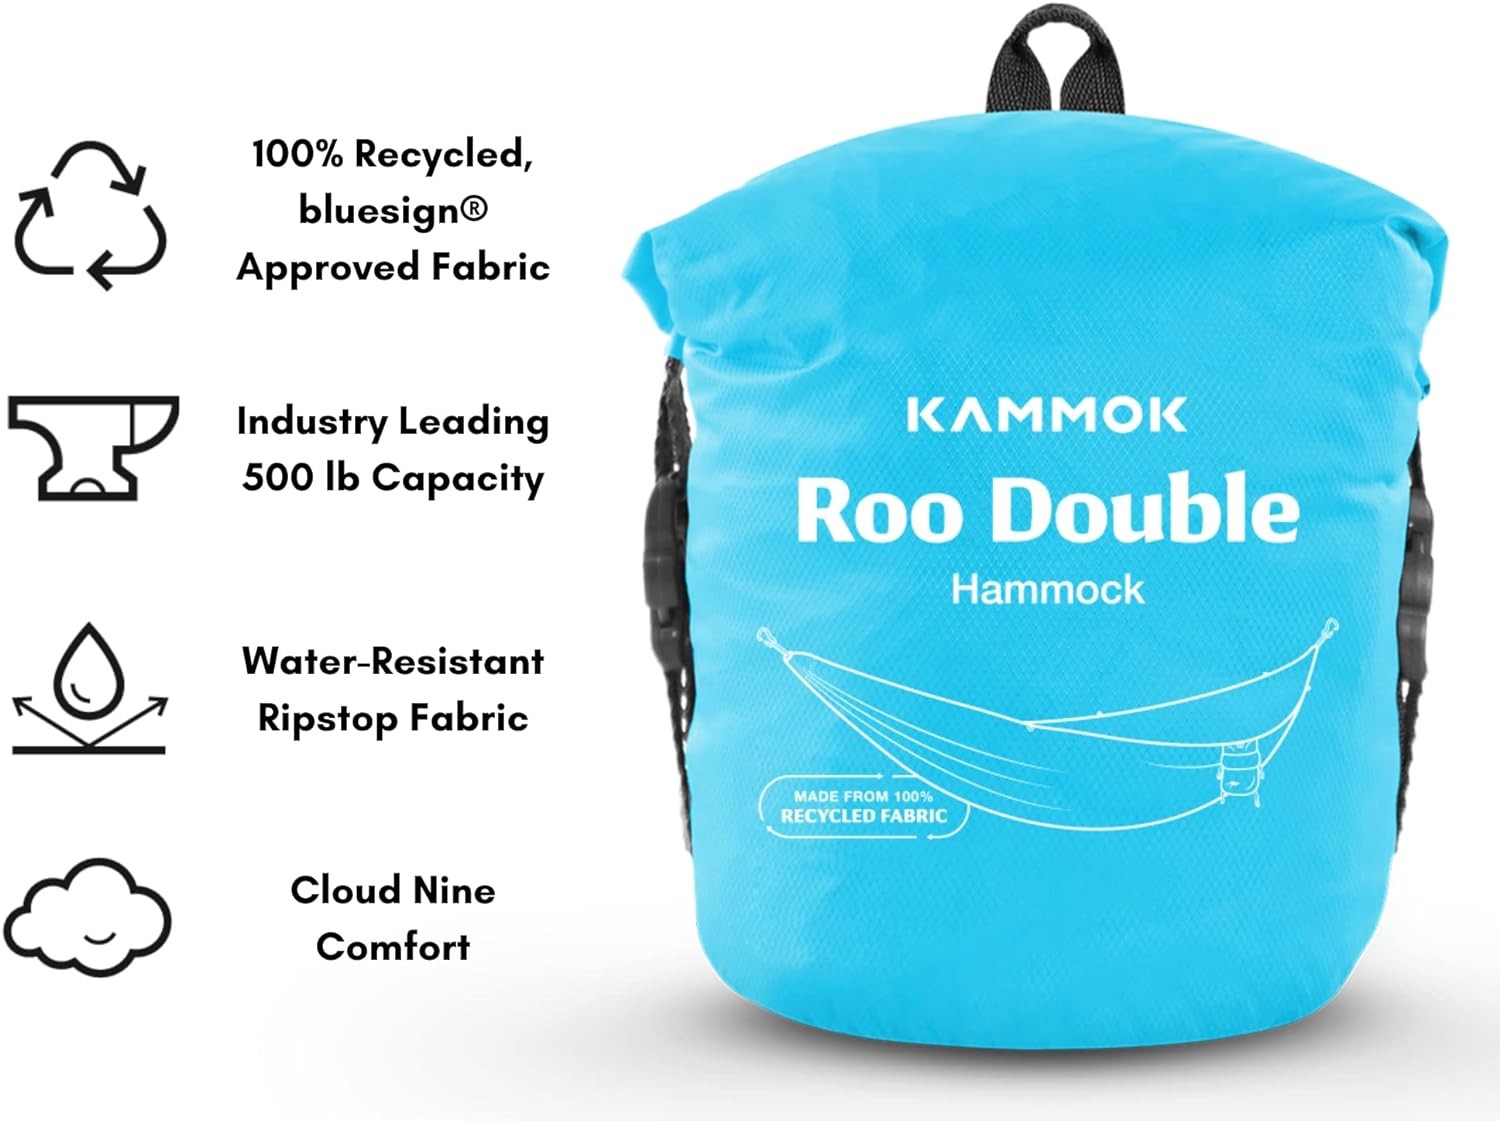 100% Recycled,
bluesign®
Approved Fabric
Industry Leading
500 lb Capacity
Water-Resistant
Ripstop Fabric
Cloud Nine
Comfort
KAMMOK
Roo Double
Hammock
MADE FROM 100%
RECYCLED FABRIC